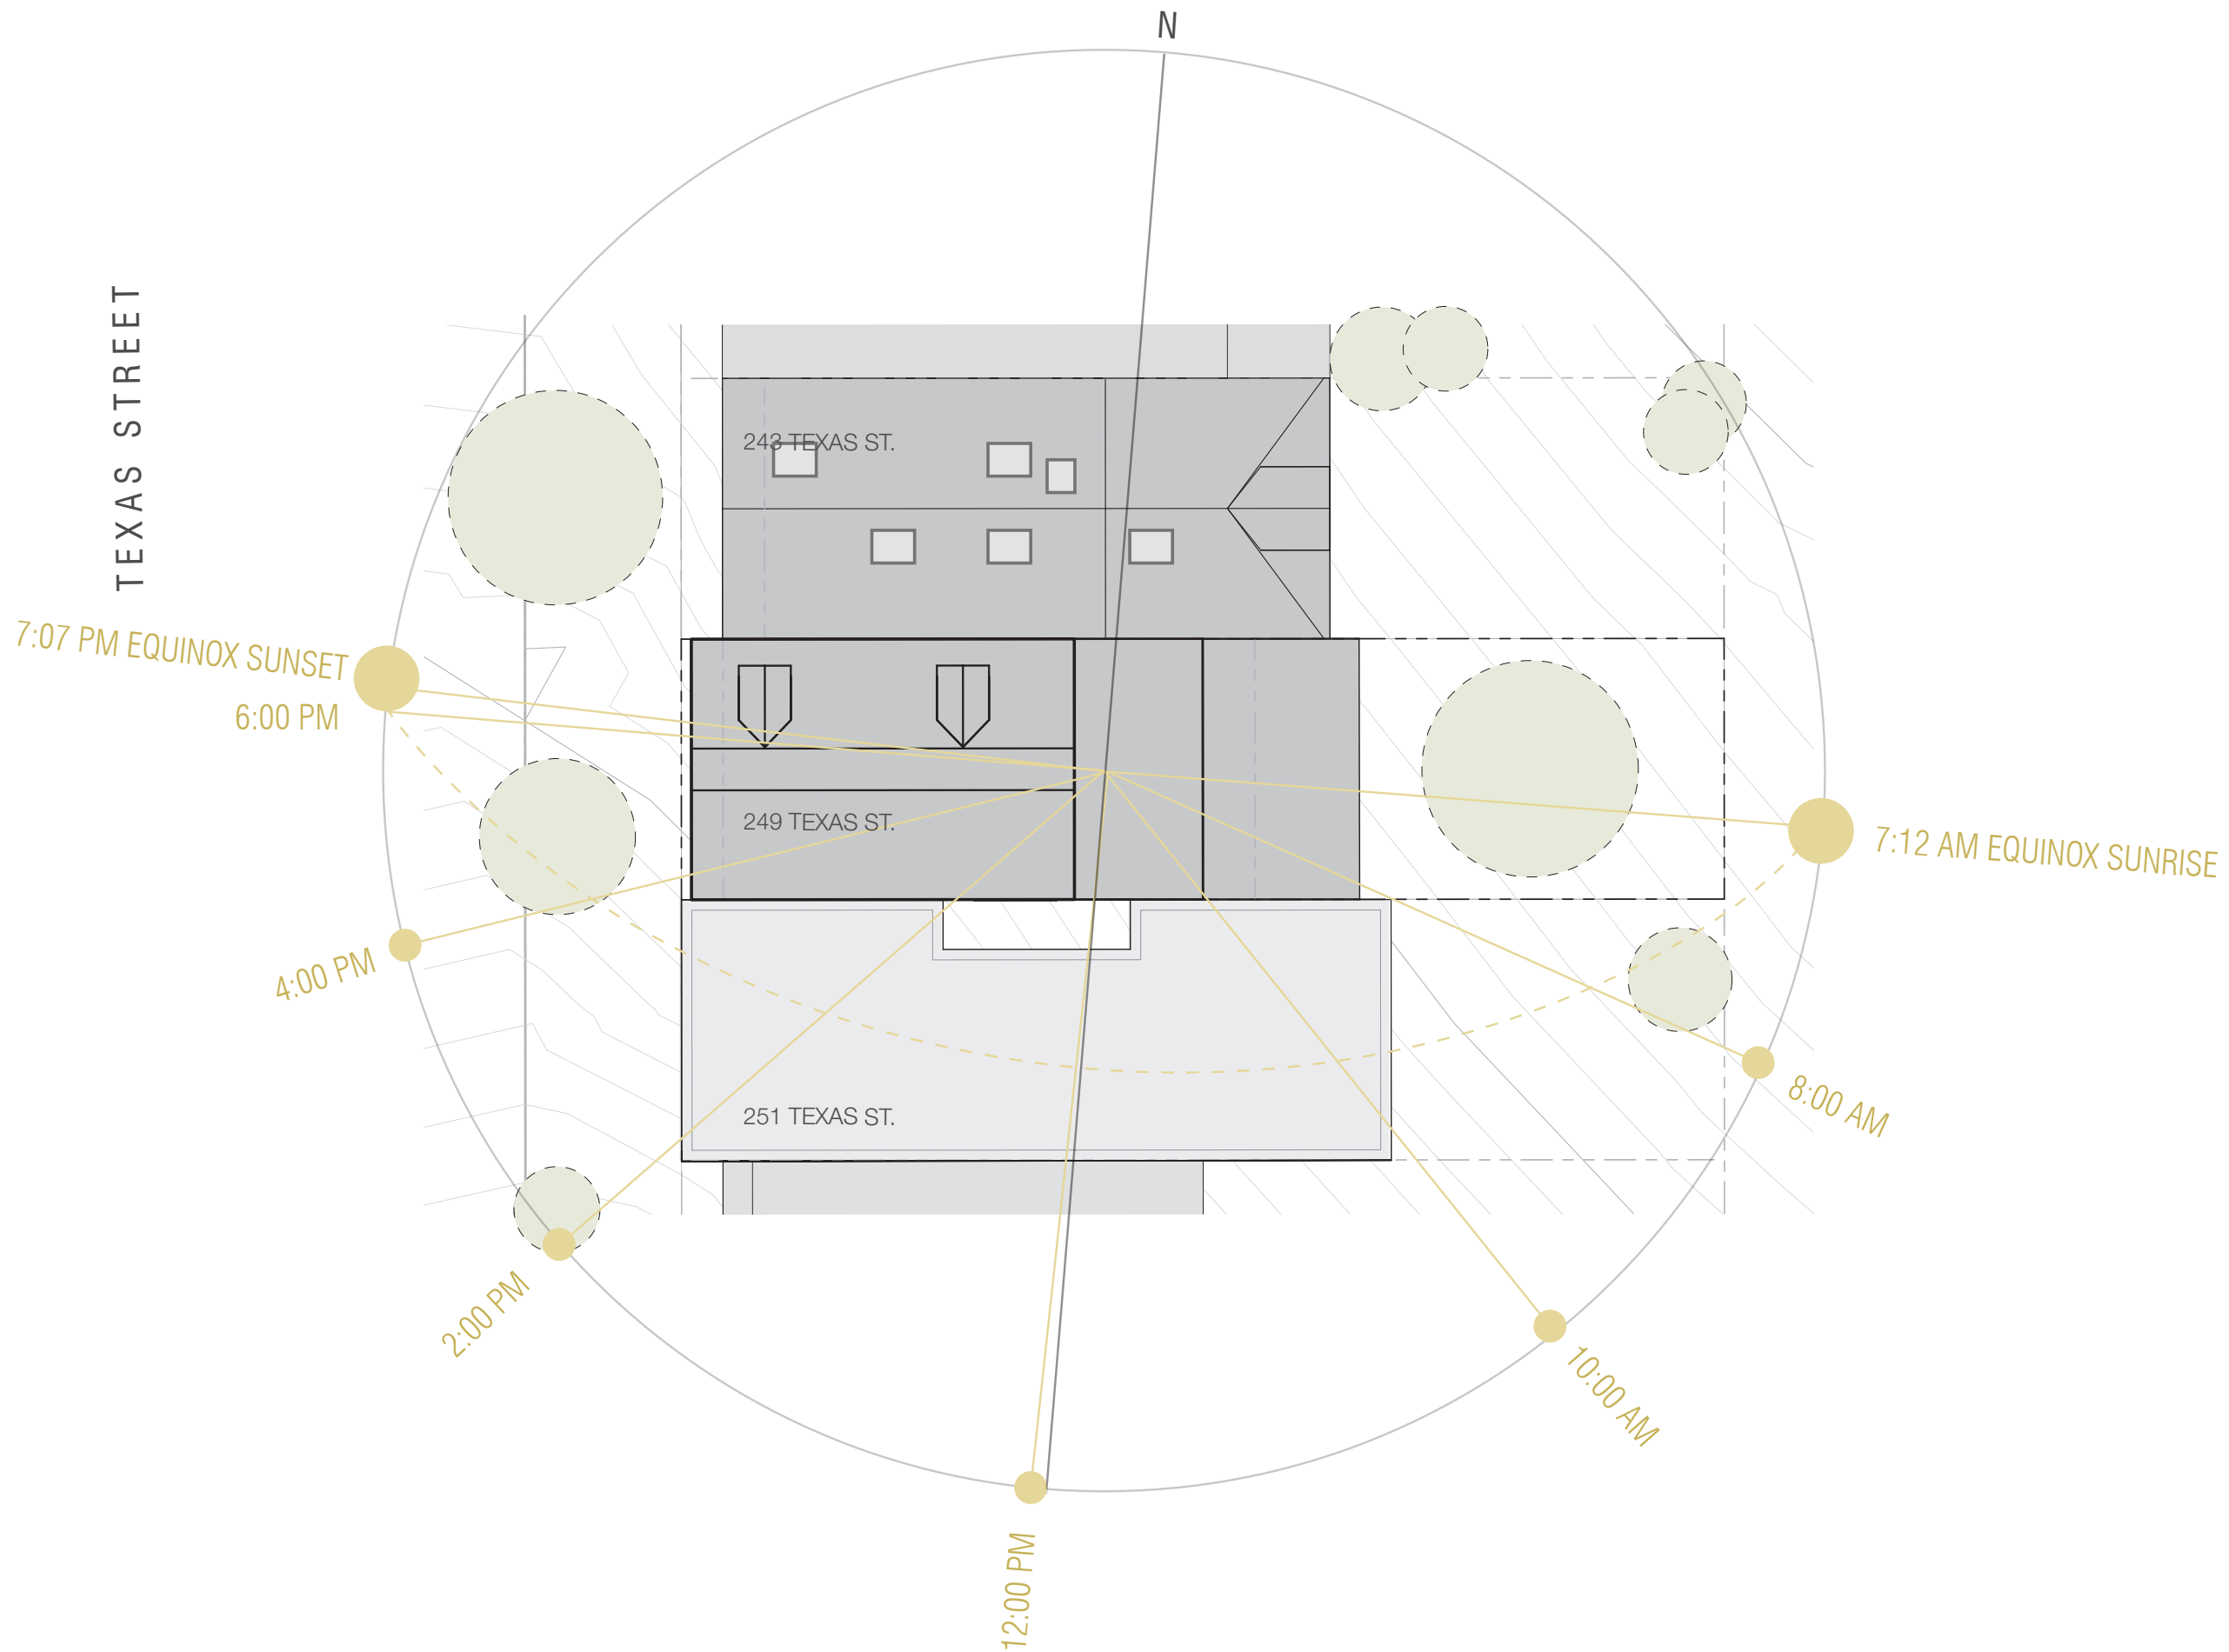 N
TEXAS STREET
243 TEXAS ST.
7:07 PM EQUINOX SUNSET
6:00 PM
249 TEXAS ST.
7:12 AM EQUINOX SUNRISE
4:00 PM
8:00 AM
251 TEXAS ST.
2:00 PM
10:00 AM
12:00 PM